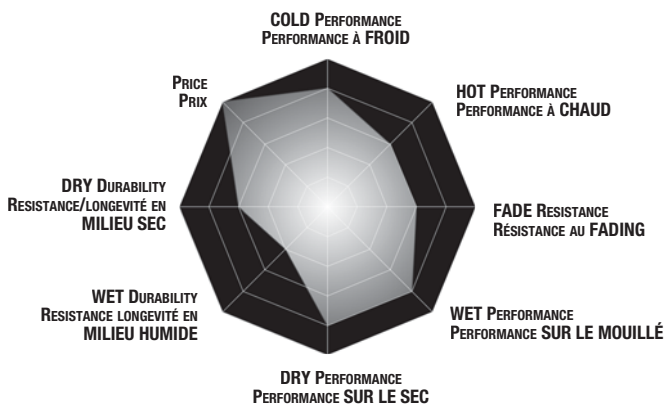 COLD PERFORMANCE
PERFORMANCE À FROID
PRICE
PRIX
HOT PERFORMANCE
PERFORMANCE À CHAUD
DRY DURABILITY
RESISTANCE/LONGEVITÉ EN
MILIEU SEC
FADE RESISTANCE
RÉSISTANCE AU FADING
WET DURABILITY
RESISTANCE LONGEVITÉ EN
MILIEU HUMIDE
WET PERFORMANCE
PERFORMANCE SUR LE MOUILLÉ
DRY PERFORMANCE
PERFORMANCE SUR LE SEC